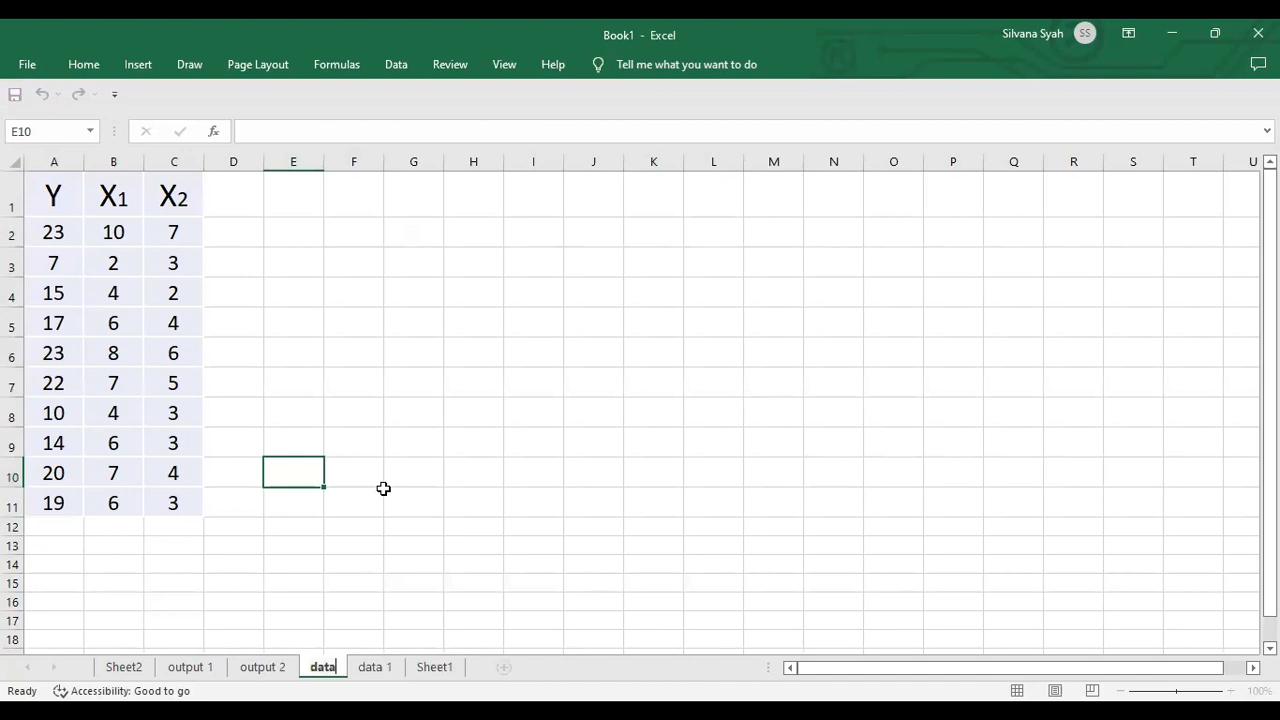 Book1 - Excel
Silvana Syah SS
File Home Insert Draw Page Layout Formulas Data Review View Help Tell me what you want to do
E10 fx
A B C D E F G H I J K L M N O P Q R S T U
1 Y X1 X2
2 23 10 7
3 7 2 3
4 15 4 2
5 17 6 4
6 23 8 6
7 22 7 5
8 10 4 3
9 14 6 3
10 20 7 4
11 19 6 3
12
13
14
15
16
17
18
Sheet2 output 1 output 2 data data 1 Sheet1
Ready Accessibility: Good to go 100%